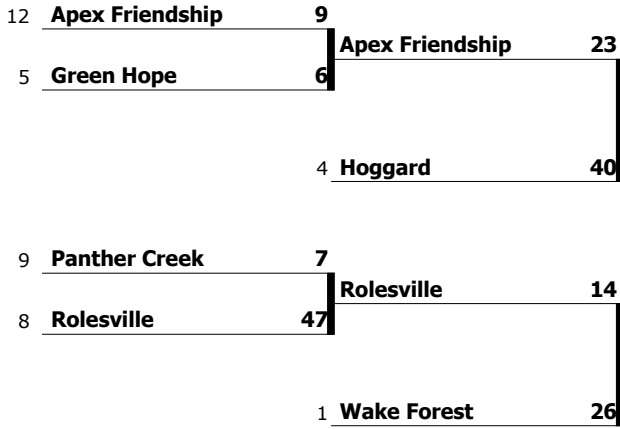 12 Apex Friendship 9
Apex Friendship 23
5 Green Hope 6
4 Hoggard 40
9 Panther Creek 7
Rolesville 14
8 Rolesville 47
1 Wake Forest 26